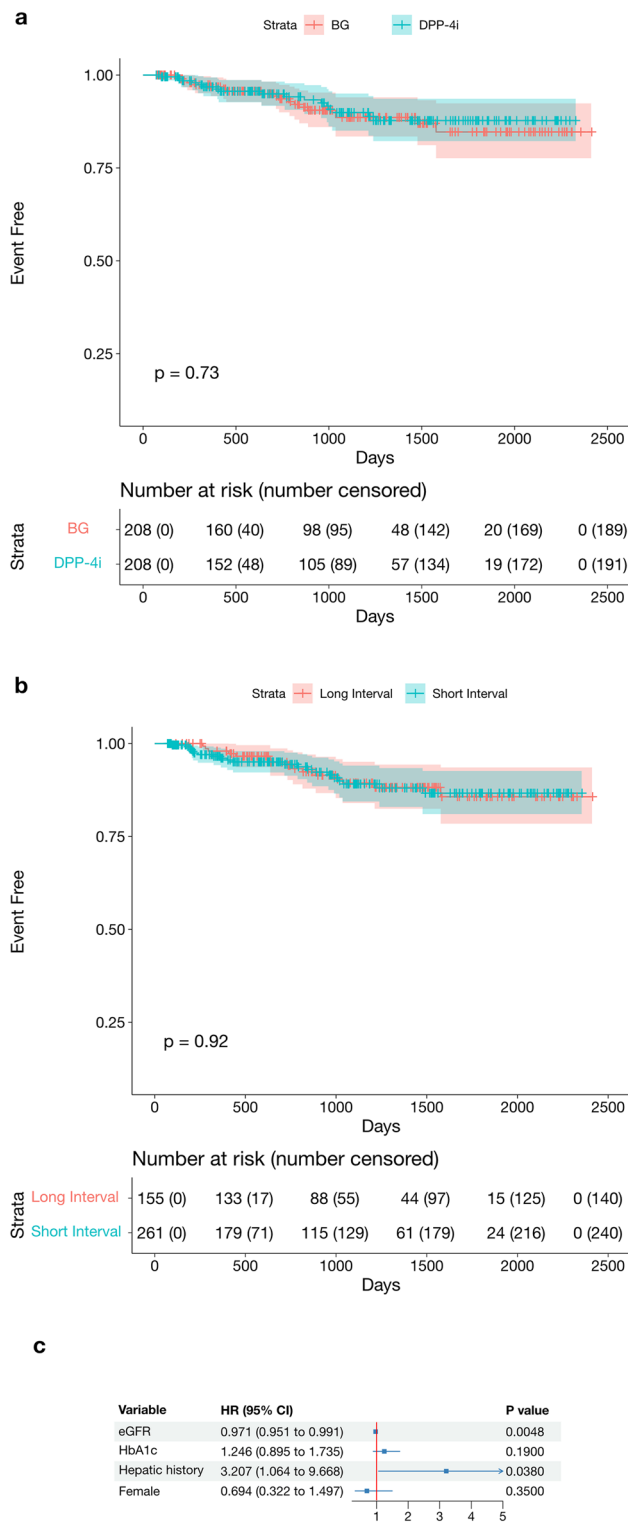 a
Strata BG DPP-4i
1.00
0.75
0.50
0.25
Event Free
p = 0.73
0 500 1000 1500 2000 2500
Days
Number at risk (number censored)
Strata
BG 208 (0) 160 (40) 98 (95) 48 (142) 20 (169) 0 (189)
DPP-4i 208 (0) 152 (48) 105 (89) 57 (134) 19 (172) 0 (191)
0 500 1000 1500 2000 2500
Days
b
Strata Long Interval Short Interval
1.00
0.75
0.50
0.25
Event Free
p = 0.92
0 500 1000 1500 2000 2500
Days
Number at risk (number censored)
Strata
Long Interval 155 (0) 133 (17) 88 (55) 44 (97) 15 (125) 0 (140)
Short Interval 261 (0) 179 (71) 115 (129) 61 (179) 24 (216) 0 (240)
0 500 1000 1500 2000 2500
Days
c
Variable HR (95% CI) P value
eGFR 0.971 (0.951 to 0.991) 0.0048
HbA1c 1.246 (0.895 to 1.735) 0.1900
Hepatic history 3.207 (1.064 to 9.668) 0.0380
Female 0.694 (0.322 to 1.497) 0.3500
1 2 3 4 5